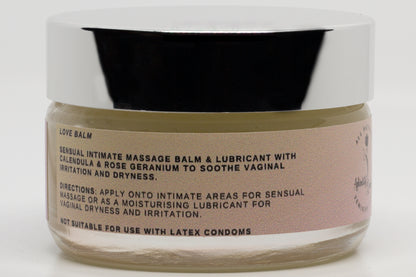 LOVE BALM
SENSUAL INTIMATE MASSAGE BALM & LUBRICANT WITH
CALENDULA & ROSE GERANIUM TO SOOTHE VAGINAL
IRRITATION AND DRYNESS.
DIRECTIONS: APPLY ONTO INTIMATE AREAS FOR SENSUAL
MASSAGE OR AS A MOISTURISING LUBRICANT FOR
VAGINAL DRYNESS AND IRRITATION.
NOT SUITABLE FOR USE WITH LATEX CONDOMS